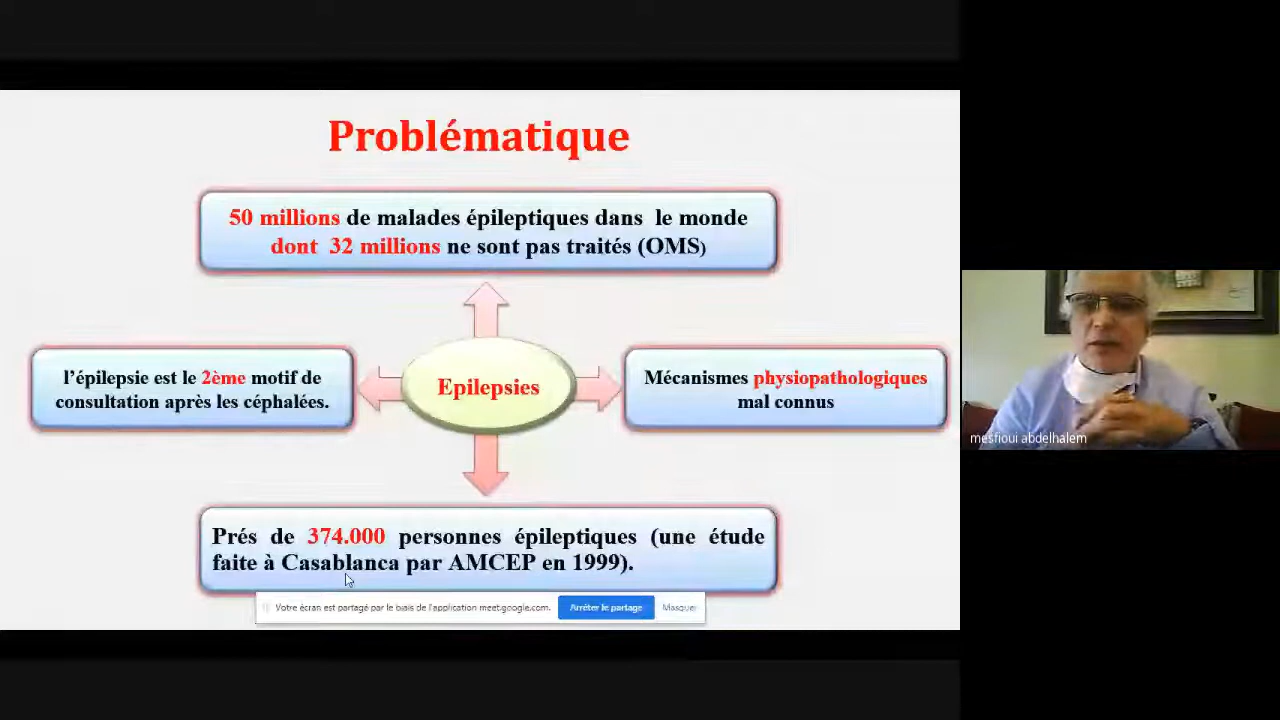 Problématique
50 millions de malades épileptiques dans le monde
dont 32 millions ne sont pas traités (OMS)
l'épilepsie est le 2ème motif de
consultation après les céphalées.
Epilepsies
Mécanismes physiopathologiques
mal connus
Prés de 374.000 personnes épileptiques (une étude
faite à Casablanca par AMCEP en 1999).
Votre écran est partagé par le biais de l'application meet.google.com.
Arrêter le partage
Masquer
mesfioui abdelhalem